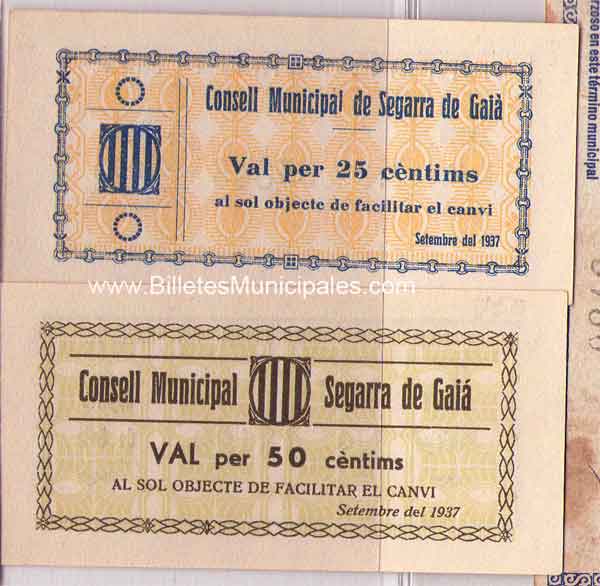 Consell Municipal de Segarra de Gaià
Val per 25 cèntims
al sol objecte de facilitar el canvi
Setembre del 1937
rroso en este término municipal
www.BilletesMunicipales.com
Consell Municipal Segarra de Gaiá
VAL per 50 cèntims
AL SOL OBJECTE DE FACILITAR EL CANVI
Setembre del 1937